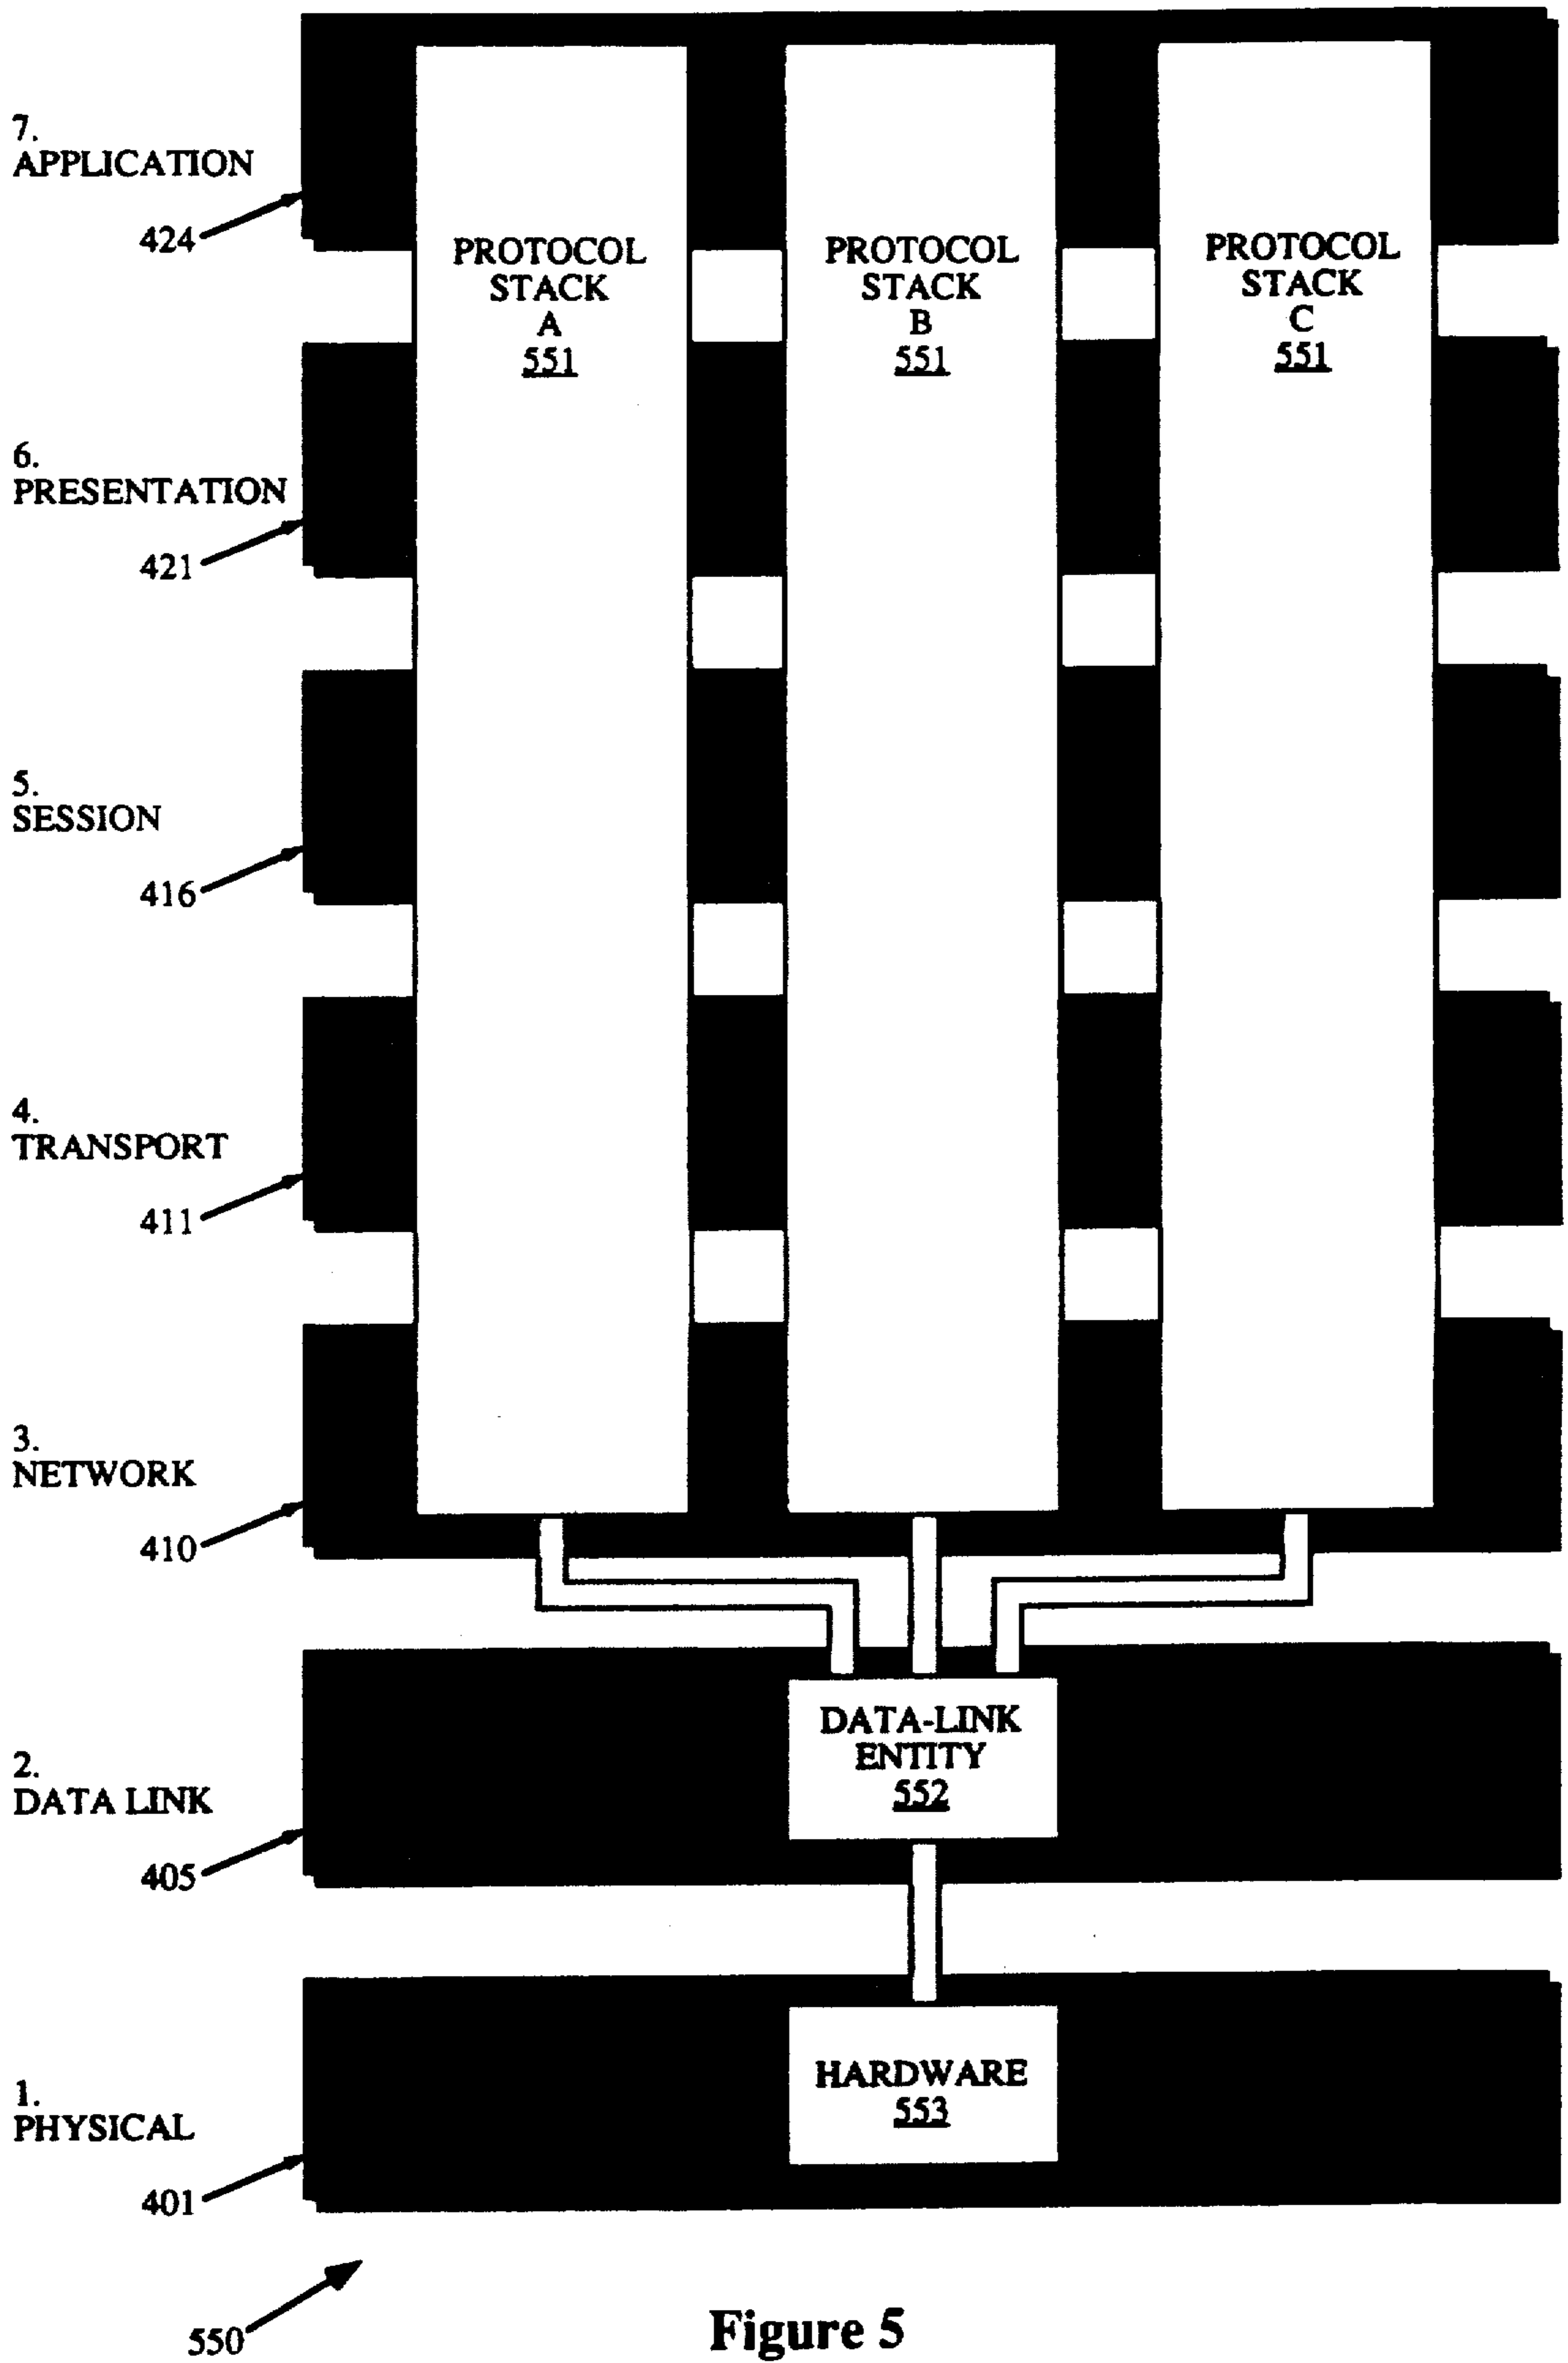 7.
APPLICATION
424
PROTOCOL
STACK
A
551
PROTOCOL
STACK
B
551
PROTOCOL
STACK
C
551
6.
PRESENTATION
421
5.
SESSION
416
4.
TRANSPORT
411
3.
NETWORK
410
2.
DATA LINK
405
DATA-LINK
ENTITY
552
1.
PHYSICAL
401
HARDWARE
553
550
Figure 5